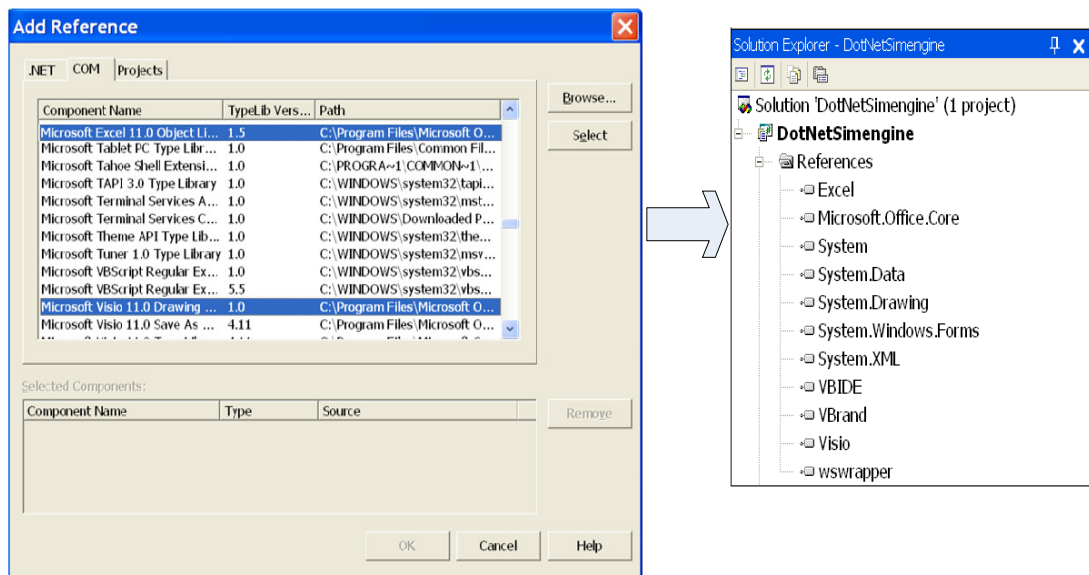 Add Reference
.NET COM Projects
Component Name TypeLib Vers... Path
Microsoft Excel 11.0 Object Li... 1.5 C:\Program Files\Microsoft O...
Microsoft Tablet PC Type Libr... 1.0 C:\Program Files\Common Fil...
Microsoft Tahoe Shell Extensi... 1.0 C:\PROGRA~1\COMMON~1\...
Microsoft TAPI 3.0 Type Library 1.0 C:\WINDOWS\system32\tapi...
Microsoft Terminal Services A... 1.0 C:\WINDOWS\system32\mst...
Microsoft Terminal Services C... 1.0 C:\WINDOWS\Downloaded P...
Microsoft Theme API Type Lib... 1.0 C:\WINDOWS\system32\the...
Microsoft Tuner 1.0 Type Library 1.0 C:\WINDOWS\system32\msv...
Microsoft VBScript Regular Ex... 1.0 C:\WINDOWS\system32\vbs...
Microsoft VBScript Regular Ex... 5.5 C:\WINDOWS\system32\vbs...
Microsoft Visio 11.0 Drawing ... 1.0 C:\Program Files\Microsoft O...
Microsoft Visio 11.0 Save As ... 4.11 C:\Program Files\Microsoft O...
Browse...
Select
Selected Components:
Component Name Type Source
Remove
OK Cancel Help
Solution Explorer - DotNetSimengine
Solution 'DotNetSimengine' (1 project)
DotNetSimengine
References
Excel
Microsoft.Office.Core
System
System.Data
System.Drawing
System.Windows.Forms
System.XML
VBIDE
VBrand
Visio
wswrapper